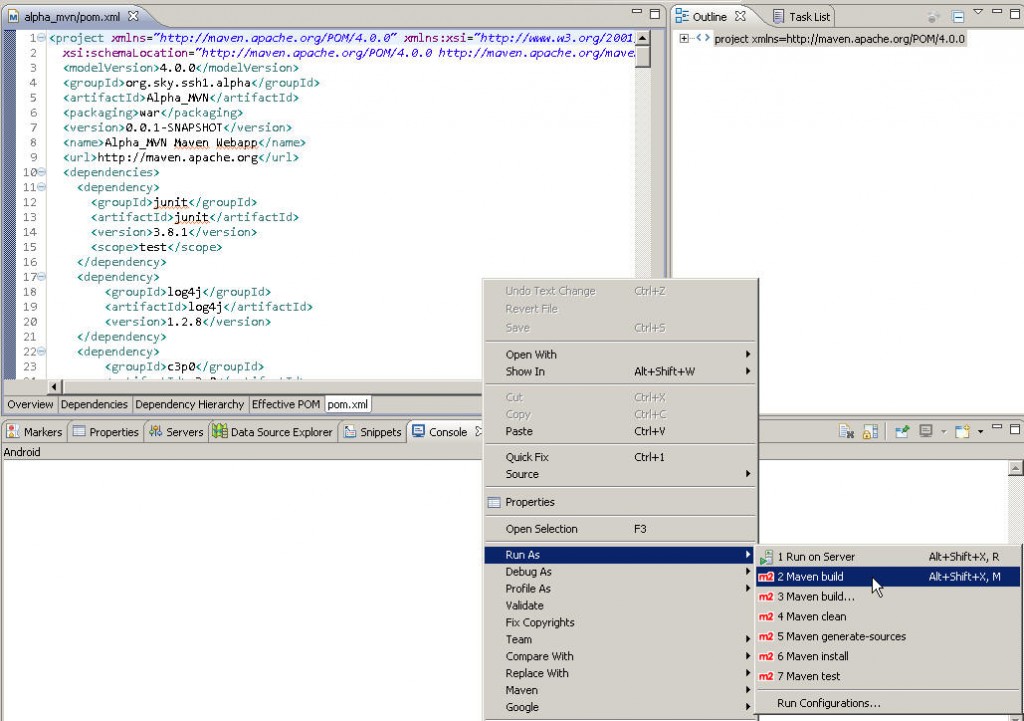 alpha_mvn/pom.xml
1 <project xmlns="http://maven.apache.org/POM/4.0.0" xmlns:xsi="http://www.w3.org/2001
2 xsi:schemaLocation="http://maven.apache.org/POM/4.0.0 http://maven.apache.org/mave
3 <modelVersion>4.0.0</modelVersion>
4 <groupId>org.sky.ssh1.alpha</groupId>
5 <artifactId>Alpha_MVN</artifactId>
6 <packaging>war</packaging>
7 <version>0.0.1-SNAPSHOT</version>
8 <name>Alpha_MVN Maven Webapp</name>
9 <url>http://maven.apache.org</url>
10 <dependencies>
11 <dependency>
12 <groupId>junit</groupId>
13 <artifactId>junit</artifactId>
14 <version>3.8.1</version>
15 <scope>test</scope>
16 </dependency>
17 <dependency>
18 <groupId>log4j</groupId>
19 <artifactId>log4j</artifactId>
20 <version>1.2.8</version>
21 </dependency>
22 <dependency>
23 <groupId>c3p0</groupId>
Overview Dependencies Dependency Hierarchy Effective POM pom.xml
Outline Task List
project xmlns=http://maven.apache.org/POM/4.0.0
Markers Properties Servers Data Source Explorer Snippets Console
Android
Undo Text Change Ctrl+Z
Revert File
Save Ctrl+S
Open With
Show In Alt+Shift+W
Cut Ctrl+X
Copy Ctrl+C
Paste Ctrl+V
Quick Fix Ctrl+1
Source
Properties
Open Selection F3
Run As
Debug As
Profile As
Validate
Fix Copyrights
Team
Compare With
Replace With
Maven
Google
1 Run on Server Alt+Shift+X, R
m2 2 Maven build Alt+Shift+X, M
m2 3 Maven build...
m2 4 Maven clean
m2 5 Maven generate-sources
m2 6 Maven install
m2 7 Maven test
Run Configurations...